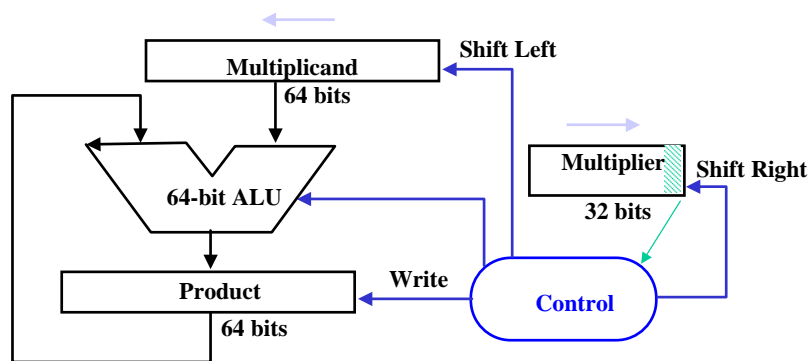 Shift Left
Multiplicand
64 bits
Multiplier
Shift Right
64-bit ALU
32 bits
Write
Product
Control
64 bits